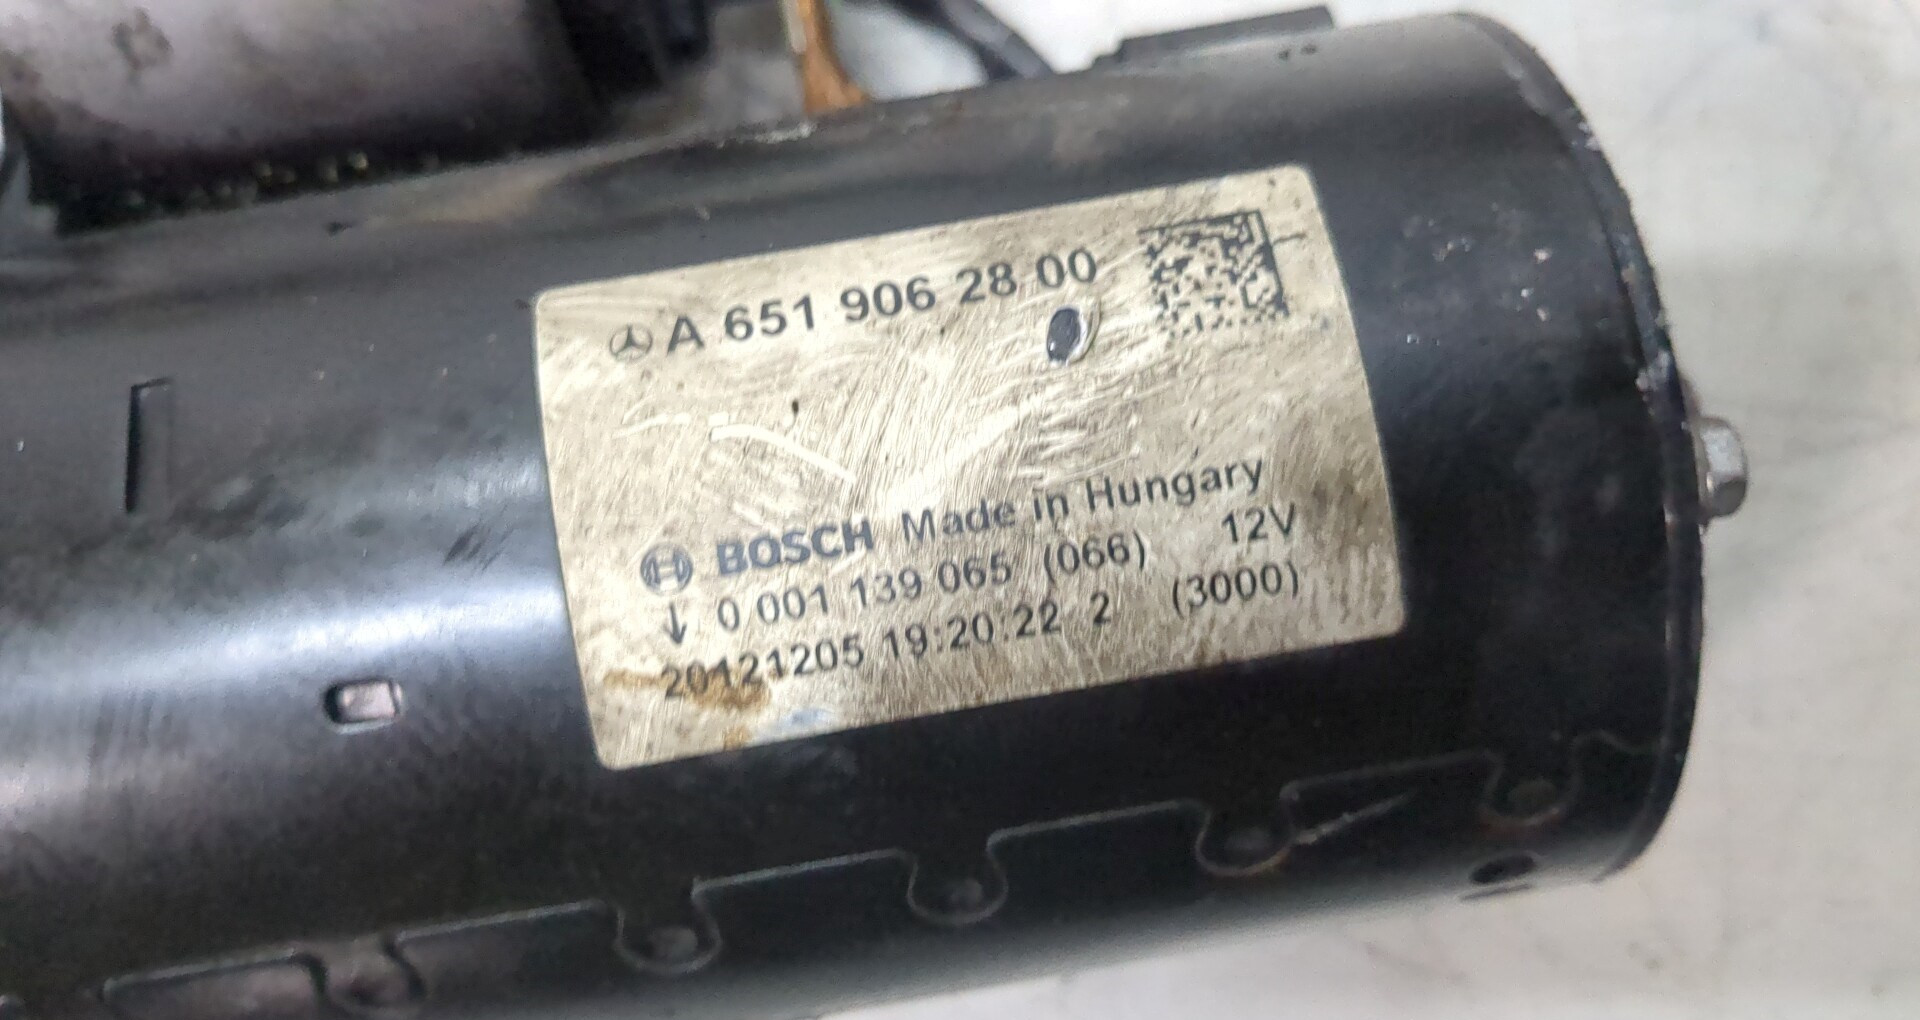 A 651 906 28 00
BOSCH Made in Hungary
0 001 139 065 (066) 12V
20121205 19:20:22 2 (3000)